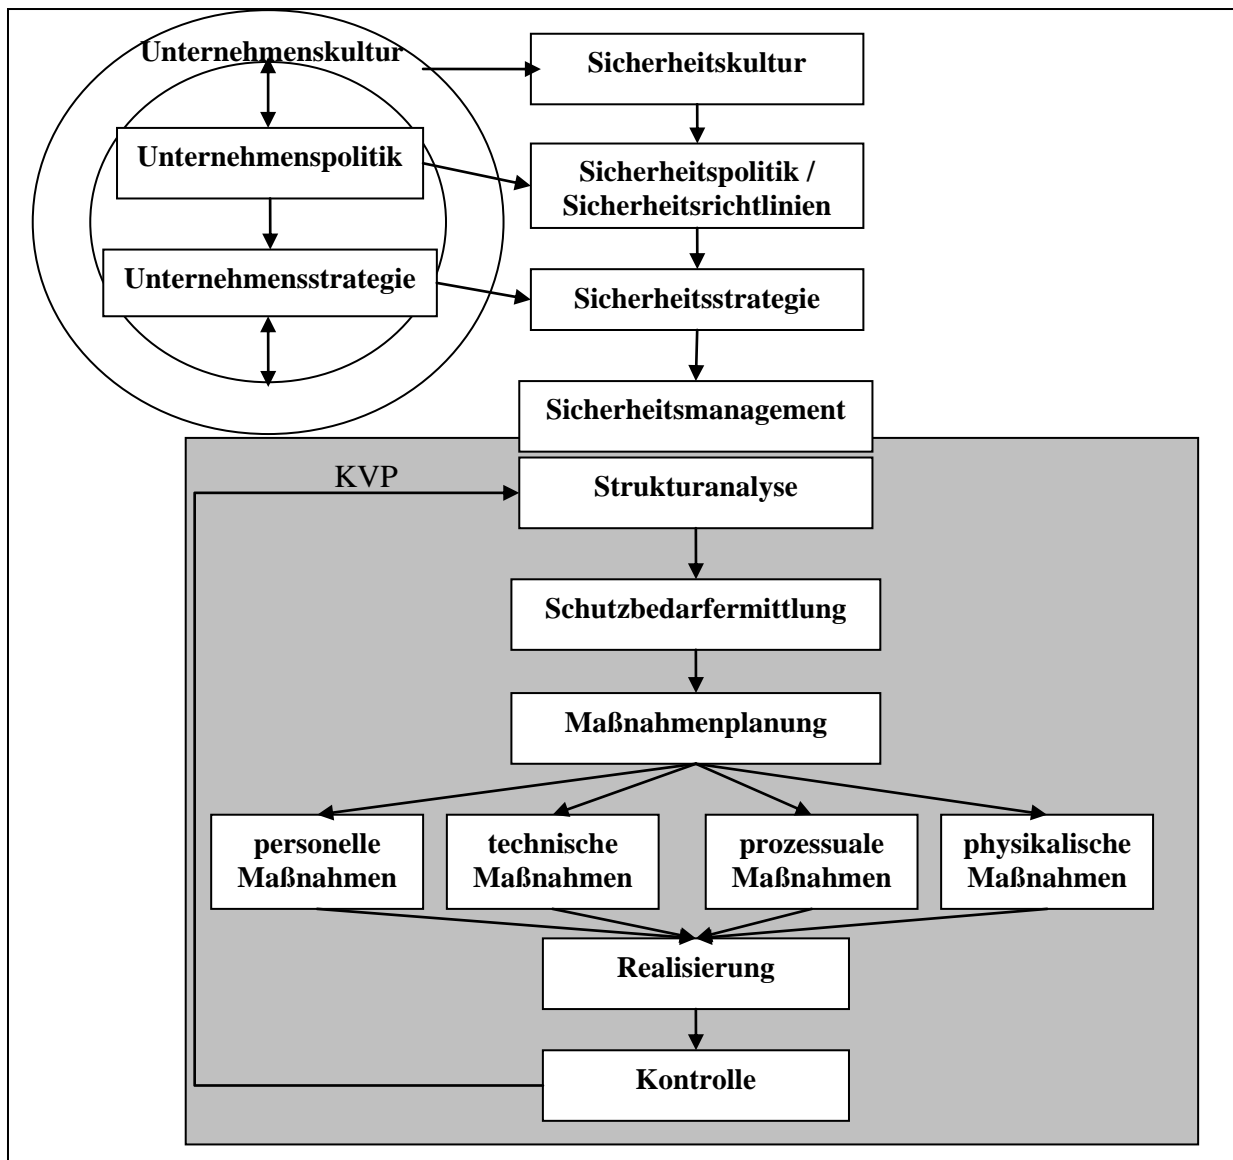 Unternehmenskultur
Sicherheitskultur
Unternehmenspolitik
Sicherheitspolitik /
Sicherheitsrichtlinien
Unternehmensstrategie
Sicherheitsstrategie
Sicherheitsmanagement
KVP
Strukturanalyse
Schutzbedarfermittlung
Maßnahmenplanung
personelle
Maßnahmen
technische
Maßnahmen
prozessuale
Maßnahmen
physikalische
Maßnahmen
Realisierung
Kontrolle